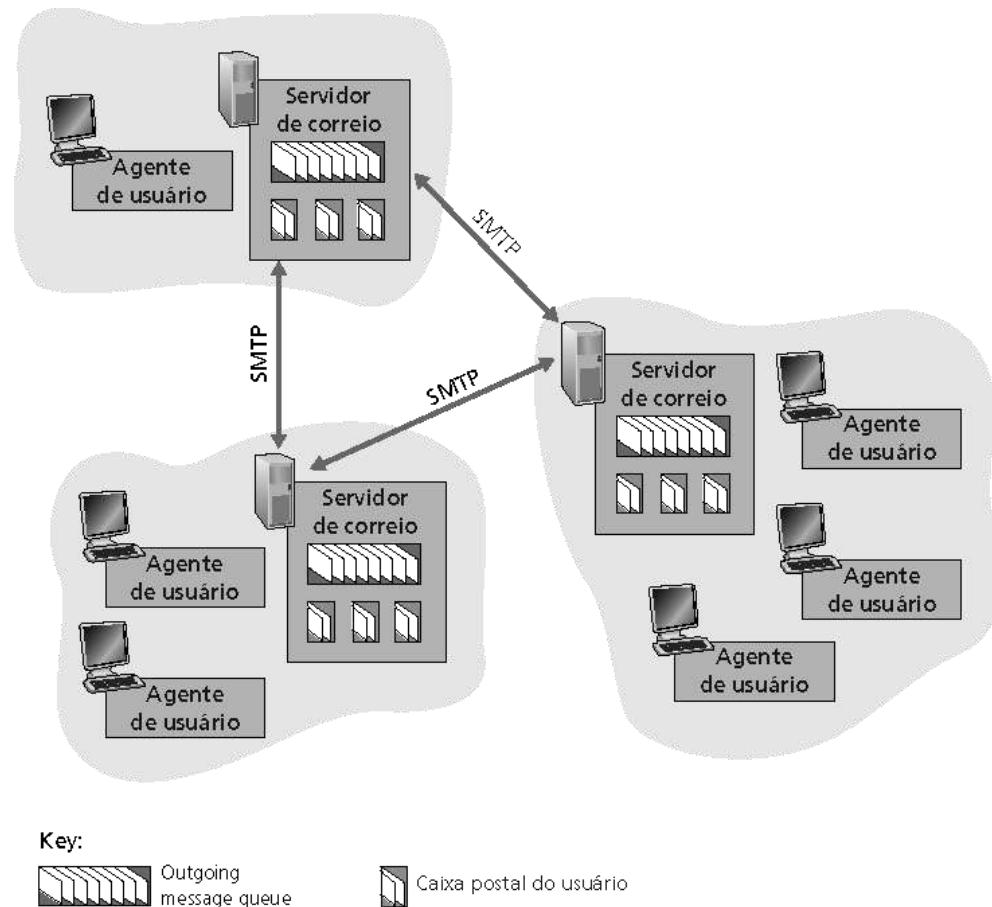 Servidor
de correio
Agente
de usuário
SMTP
SMTP
SMTP
Servidor
de correio
Agente
de usuário
Servidor
de correio
Agente
de usuário
Agente
de usuário
Agente
de usuário
Agente
de usuário
Key:
Outgoing
message queue
Caixa postal do usuário